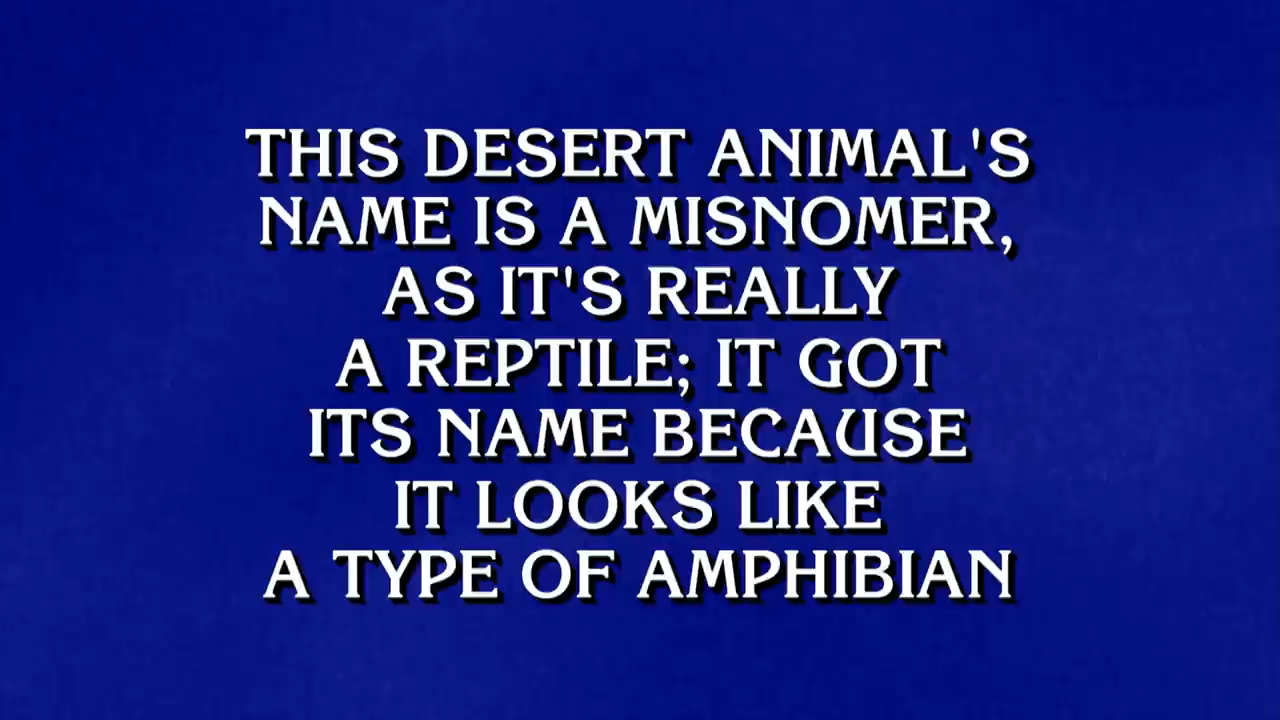 THIS DESERT ANIMAL'S
NAME IS A MISNOMER,
AS IT'S REALLY
A REPTILE; IT GOT
ITS NAME BECAUSE
IT LOOKS LIKE
A TYPE OF AMPHIBIAN